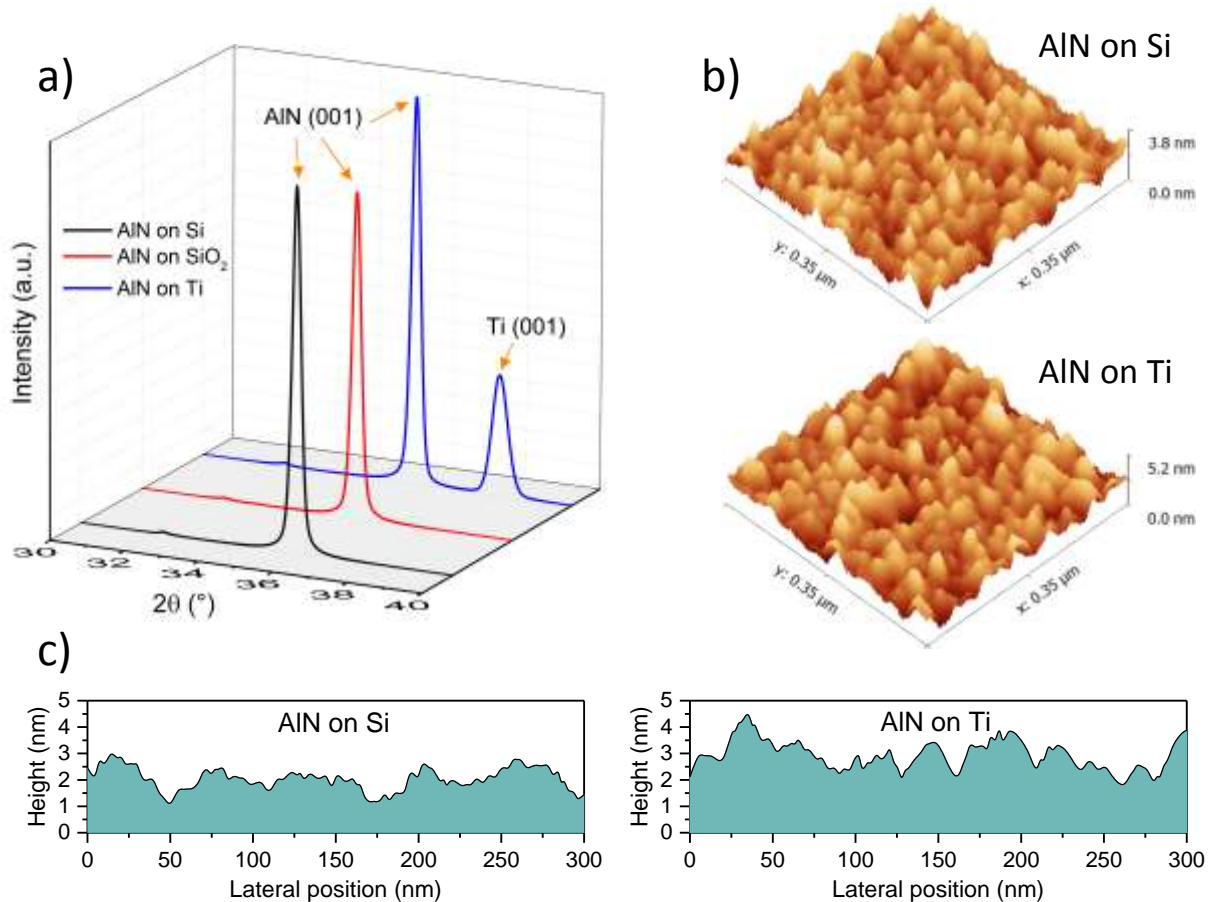 a)
AlN (001)
AlN on Si
AlN on SiO₂
AlN on Ti
Ti (001)
Intensity (a.u.)
30
32
34
36
38
40
2θ (°)
b)
AlN on Si
3.8 nm
0.0 nm
y: 0.35 µm
x: 0.35 µm
AlN on Ti
5.2 nm
0.0 nm
y: 0.35 µm
x: 0.35 µm
c)
AlN on Si
Height (nm)
5
4
3
2
1
0
0 50 100 150 200 250 300
Lateral position (nm)
AlN on Ti
Height (nm)
5
4
3
2
1
0
0 50 100 150 200 250 300
Lateral position (nm)